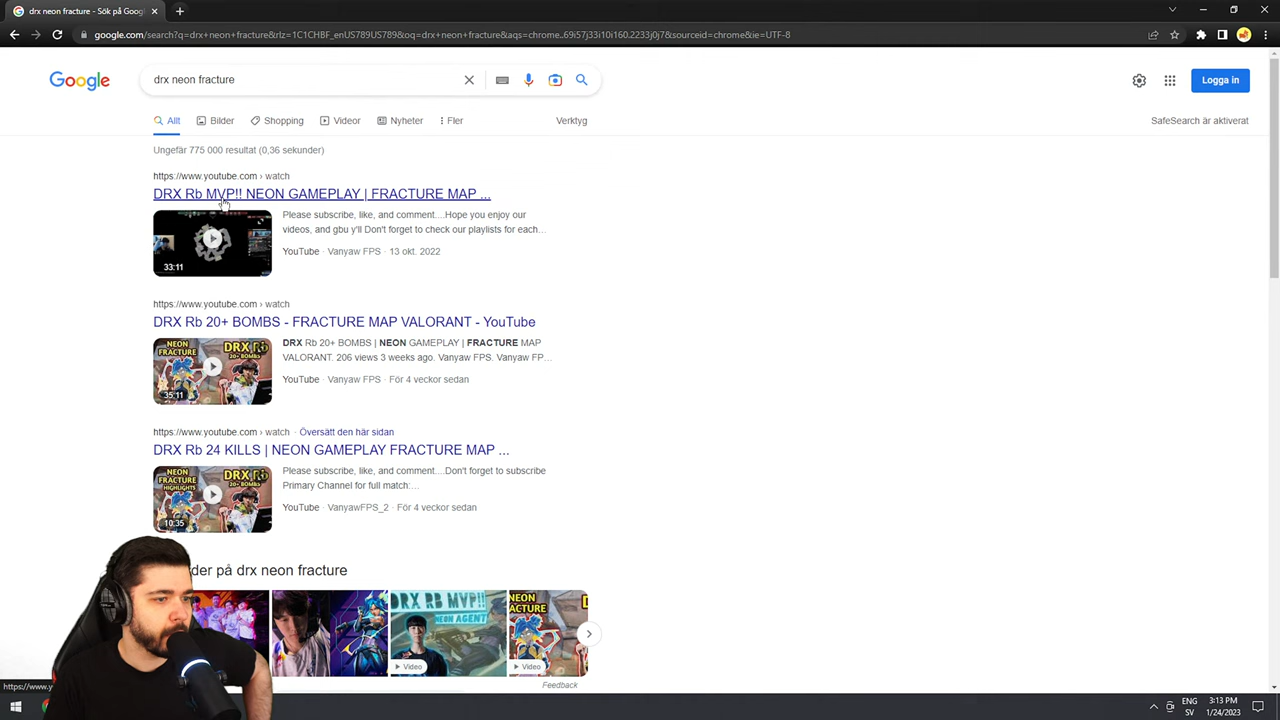 drx neon fracture - Sök på Googl
google.com/search?q=drx+neon+fracture&rlz=1C1CHBF_enUS789US789&oq=drx+neon+fracture&aqs=chrome..69i57j33i10i160.2233j0j7&sourceid=chrome&ie=UTF-8
Google
drx neon fracture
Logga in
Allt Bilder Shopping Videor Nyheter Fler Verktyg
SafeSearch är aktiverat
Ungefär 775 000 resultat (0,36 sekunder)
https://www.youtube.com › watch
DRX Rb MVP!! NEON GAMEPLAY | FRACTURE MAP ...
33:11
Please subscribe, like, and comment....Hope you enjoy our
videos, and gbu y'll Don't forget to check our playlists for each...
YouTube · Vanyaw FPS · 13 okt. 2022
https://www.youtube.com › watch
DRX Rb 20+ BOMBS - FRACTURE MAP VALORANT - YouTube
NEON
FRACTURE
DRX Rb
20+ BOMBS
35:11
DRX Rb 20+ BOMBS | NEON GAMEPLAY | FRACTURE MAP
VALORANT. 206 views 3 weeks ago. Vanyaw FPS. Vanyaw FP...
YouTube · Vanyaw FPS · För 4 veckor sedan
https://www.youtube.com › watch · Översätt den här sidan
DRX Rb 24 KILLS | NEON GAMEPLAY FRACTURE MAP ...
NEON
FRACTURE
HIGHLIGHTS
DRX Rb
20+ BOMBS
10:35
Please subscribe, like, and comment....Don't forget to subscribe
Primary Channel for full match:...
YouTube · VanyawFPS_2 · För 4 veckor sedan
der på drx neon fracture
DRX RB MVP!!
NEON AGENT
Video
NEON
FRACTURE
Video
Feedback
https://www.y
ENG
SV
3:13 PM
1/24/2023